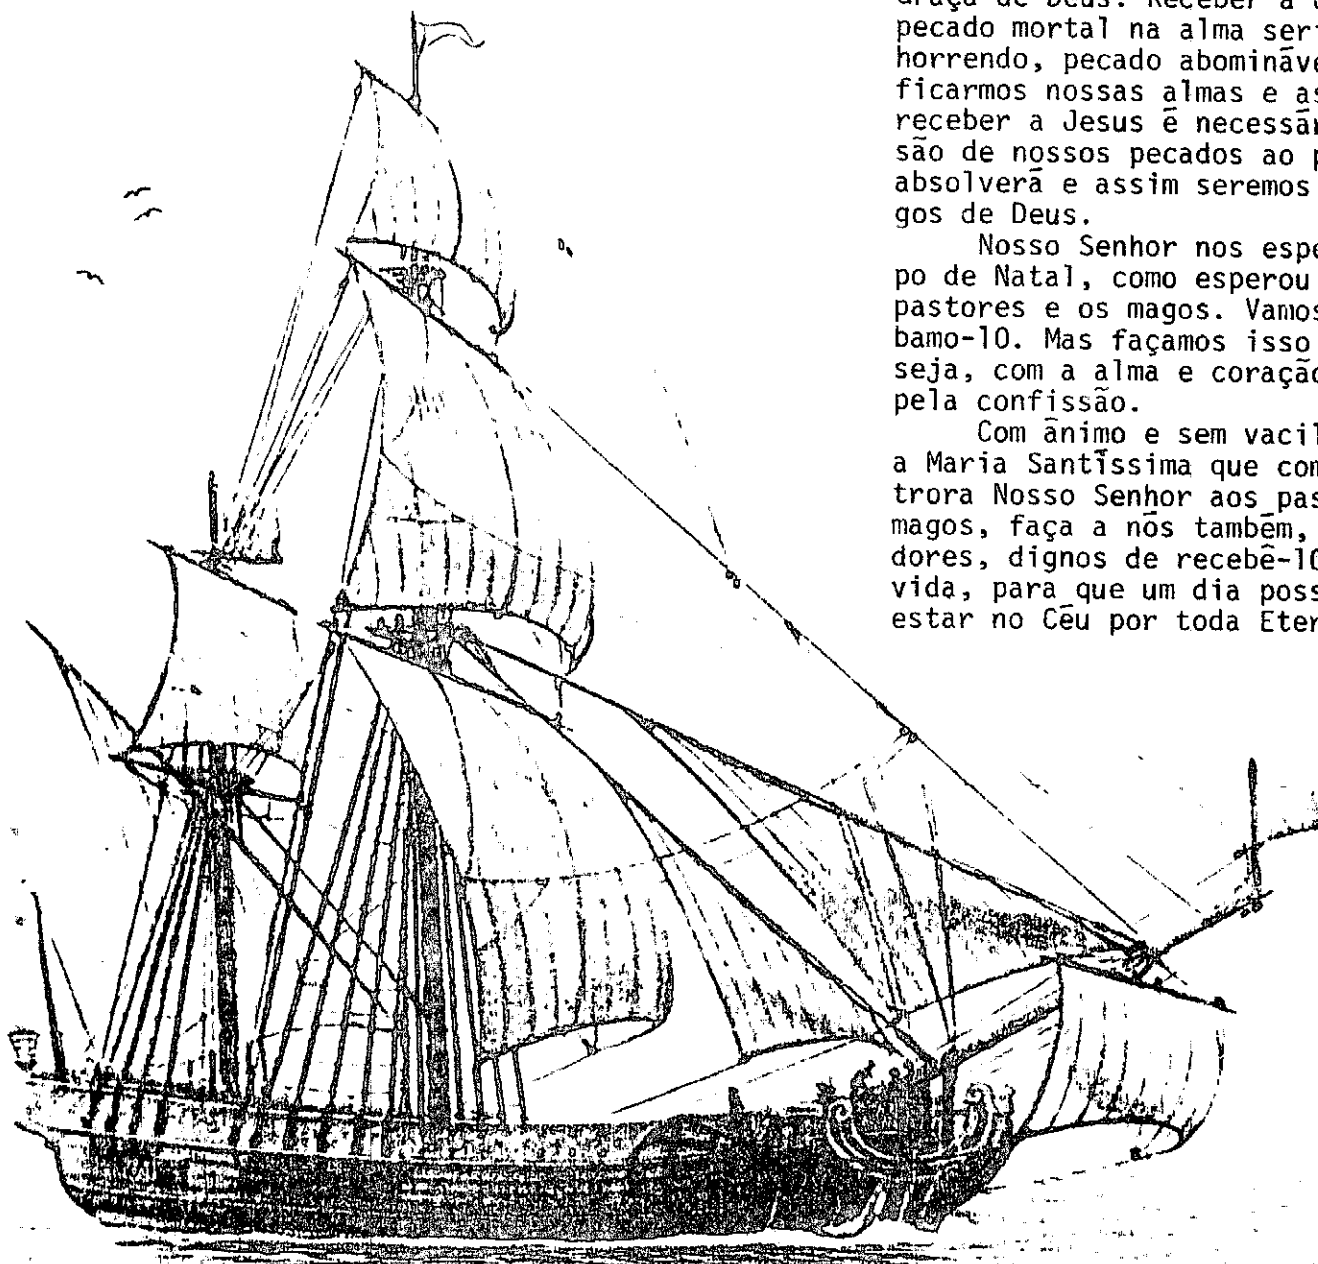 Graça de Deus. Receber a
pecado mortal na alma seri
horrendo, pecado abomináve
ficarmos nossas almas e as
receber a Jesus é necessár
são de nossos pecados ao p
absolverá e assim seremos
gos de Deus.
Nosso Senhor nos espe
po de Natal, como esperou
pastores e os magos. Vamos
bamo-lO. Mas façamos isso
seja, com a alma e coração
pela confissão.
Com ânimo e sem vacil
a Maria Santíssima que com
trora Nosso Senhor aos pas
magos, faça a nós também,
dores, dignos de recebê-lO
vida, para que um dia poss
estar no Céu por toda Eter